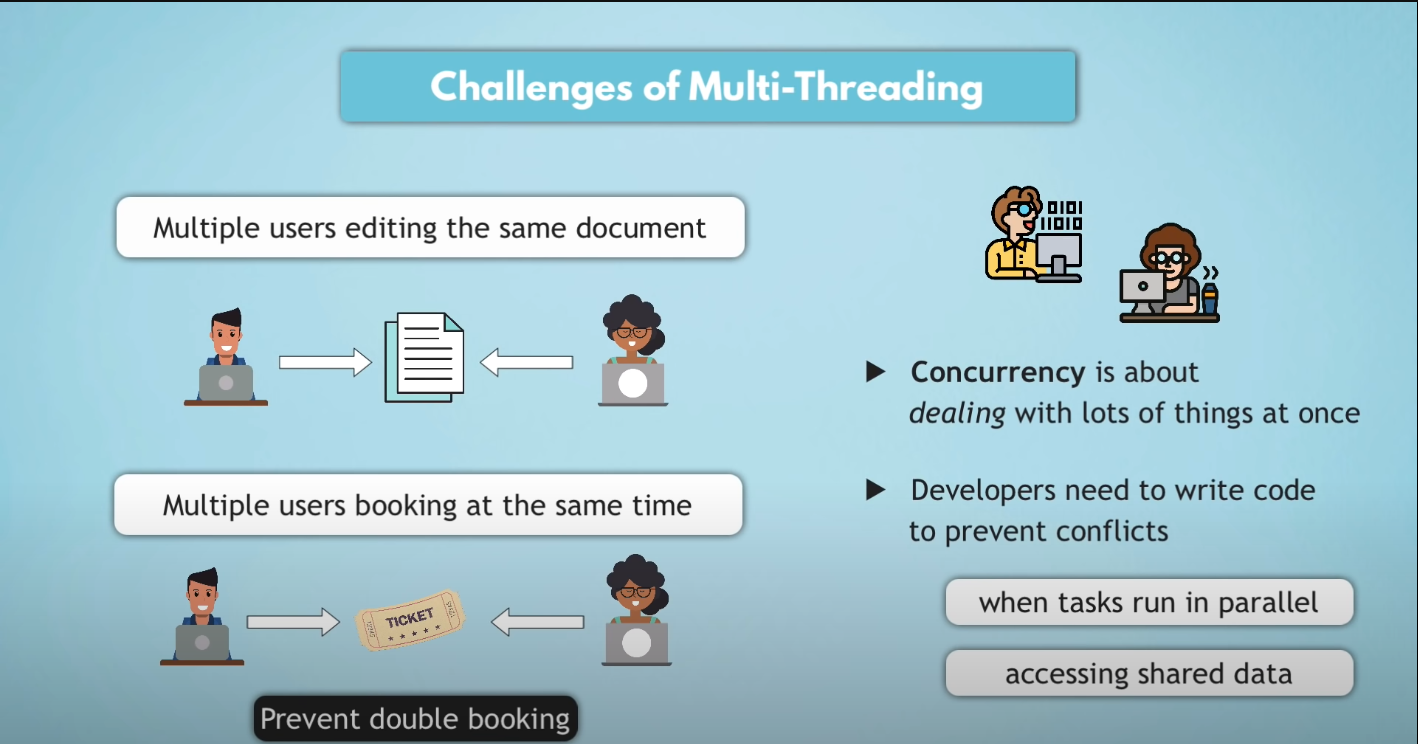 Challenges of Multi-Threading
Multiple users editing the same document
Multiple users booking at the same time
TICKET
Prevent double booking
0101
11010
▶ Concurrency is about
dealing with lots of things at once
▶ Developers need to write code
to prevent conflicts
when tasks run in parallel
accessing shared data